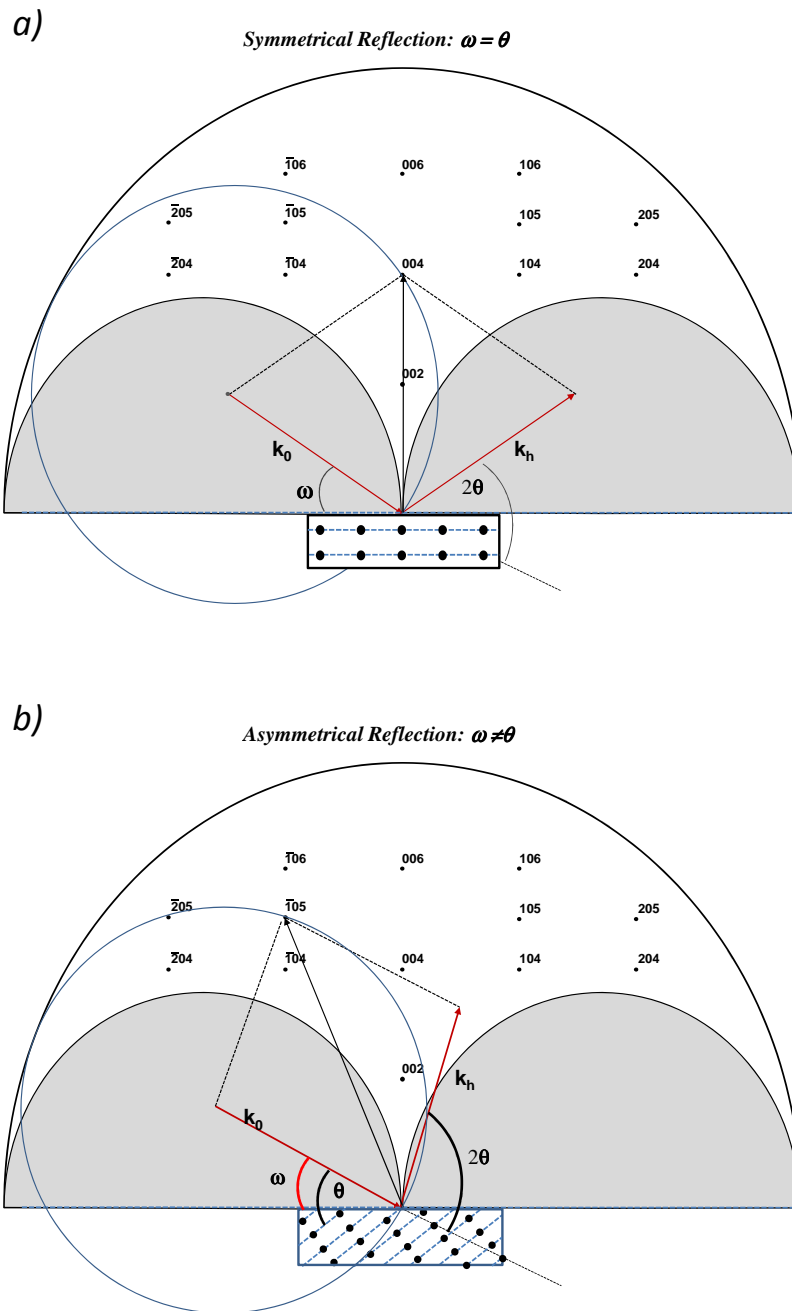 a)
Symmetrical Reflection: ω = θ
1̅06 006 106
2̅05 1̅05 105 205
2̅04 1̅04 004 104 204
002
k₀ kₕ
ω 2θ
b)
Asymmetrical Reflection: ω ≠ θ
1̅06 006 106
2̅05 1̅05 105 205
2̅04 1̅04 004 104 204
002
kₕ
k₀
2θ
ω θ